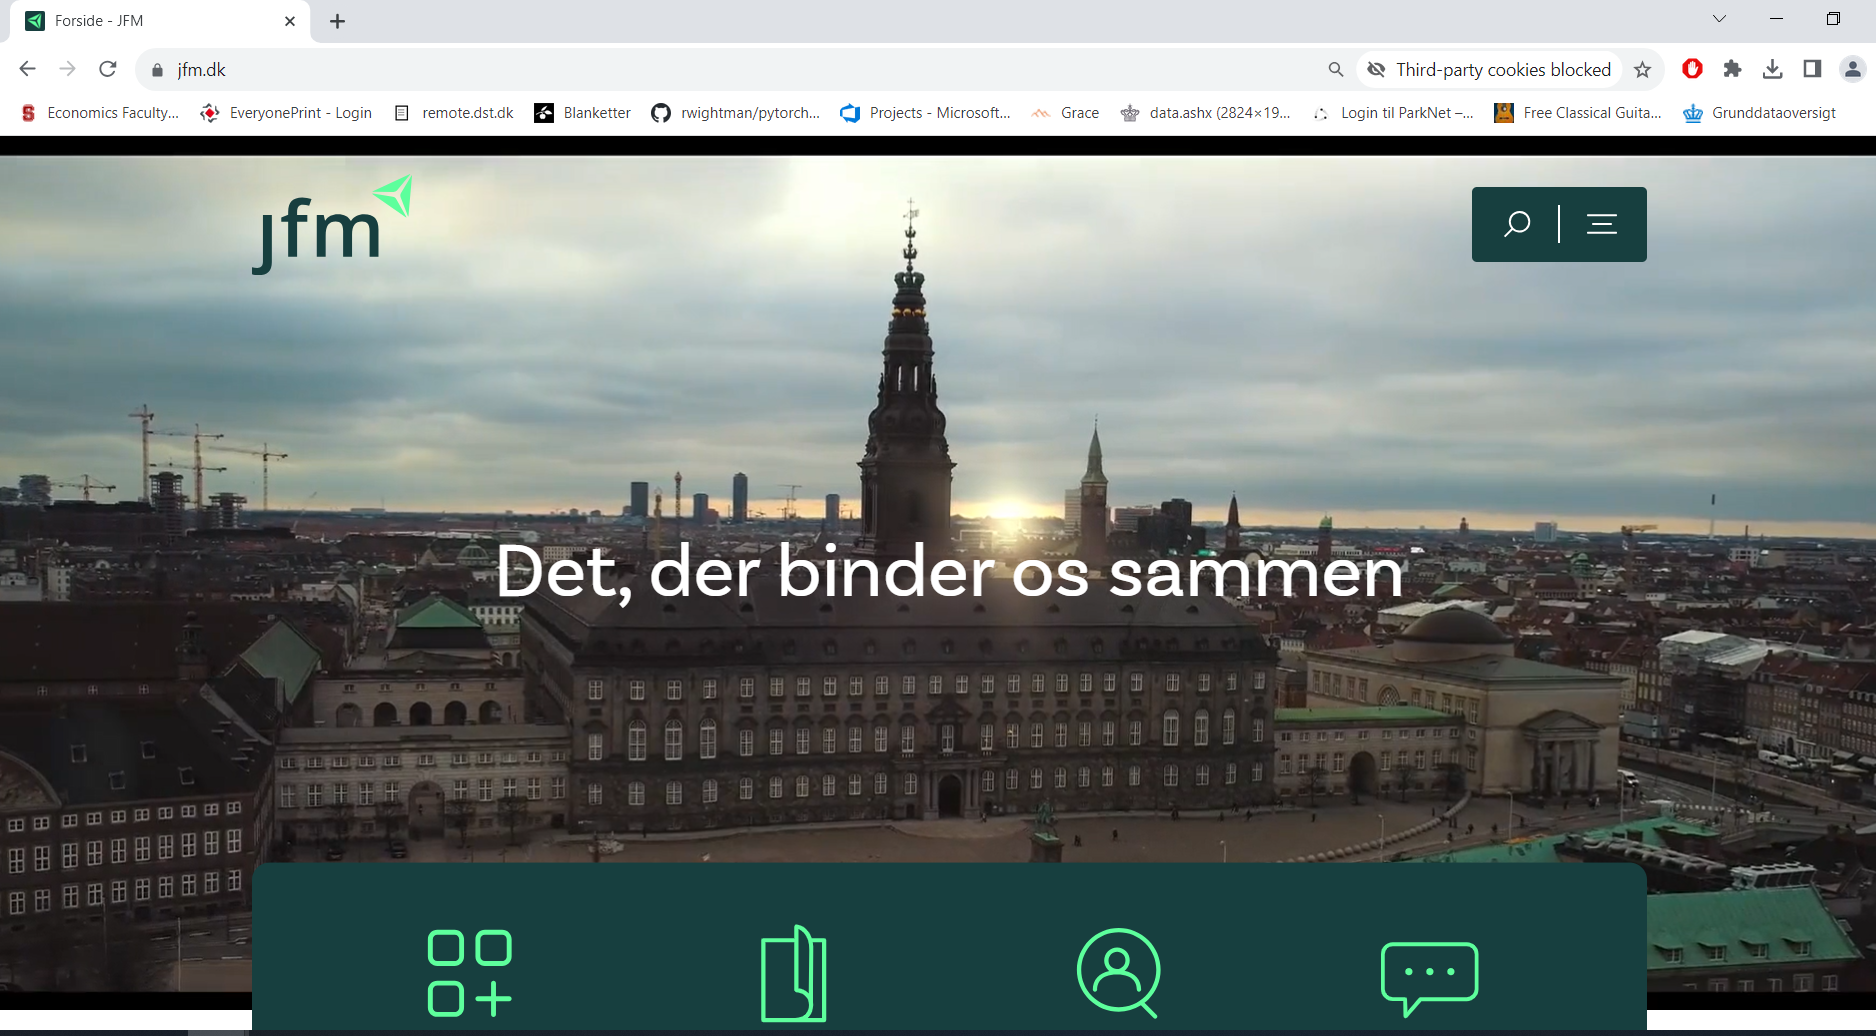 Forside - JFM
jfm.dk
Third-party cookies blocked
Economics Faculty...
EveryonePrint - Login
remote.dst.dk
Blanketter
rwightman/pytorch...
Projects - Microsoft...
Grace
data.ashx (2824×19...
Login til ParkNet –...
Free Classical Guita...
Grunddataoversigt
jfm
Det, der binder os sammen